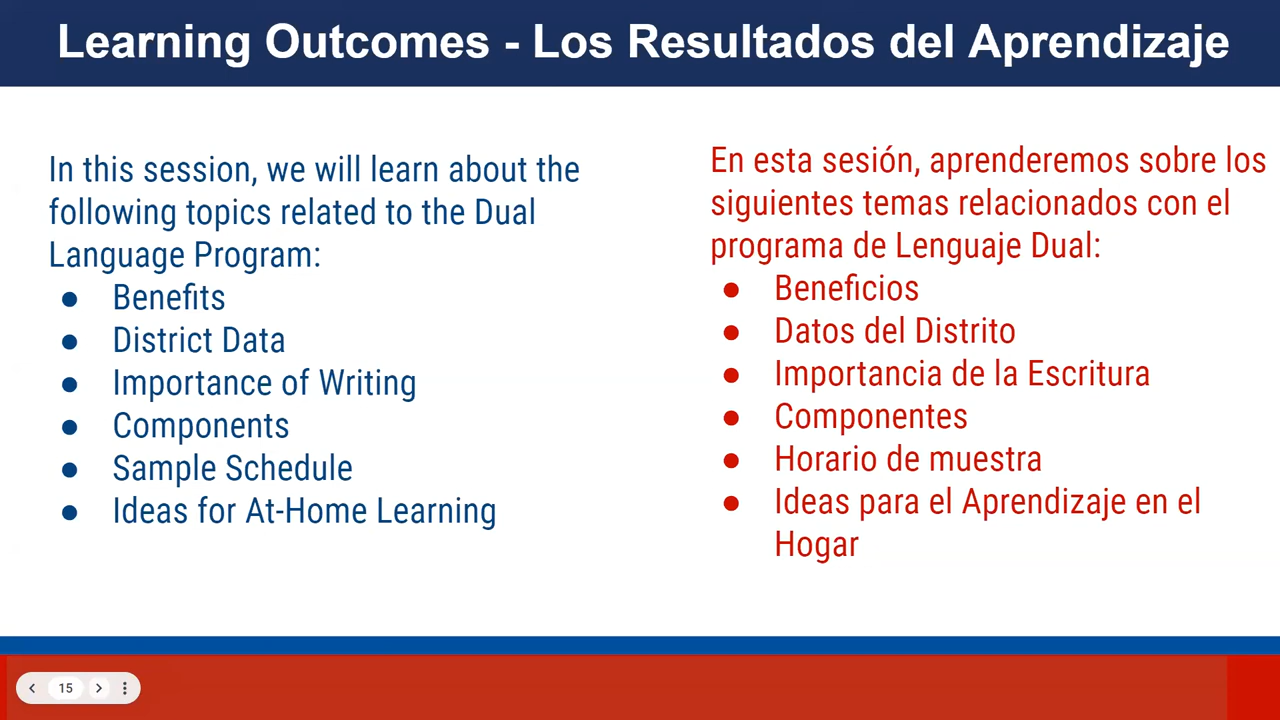 Learning Outcomes - Los Resultados del Aprendizaje
In this session, we will learn about the
following topics related to the Dual
Language Program:
● Benefits
● District Data
● Importance of Writing
● Components
● Sample Schedule
● Ideas for At-Home Learning
En esta sesión, aprenderemos sobre los
siguientes temas relacionados con el
programa de Lenguaje Dual:
● Beneficios
● Datos del Distrito
● Importancia de la Escritura
● Componentes
● Horario de muestra
● Ideas para el Aprendizaje en el
Hogar
15